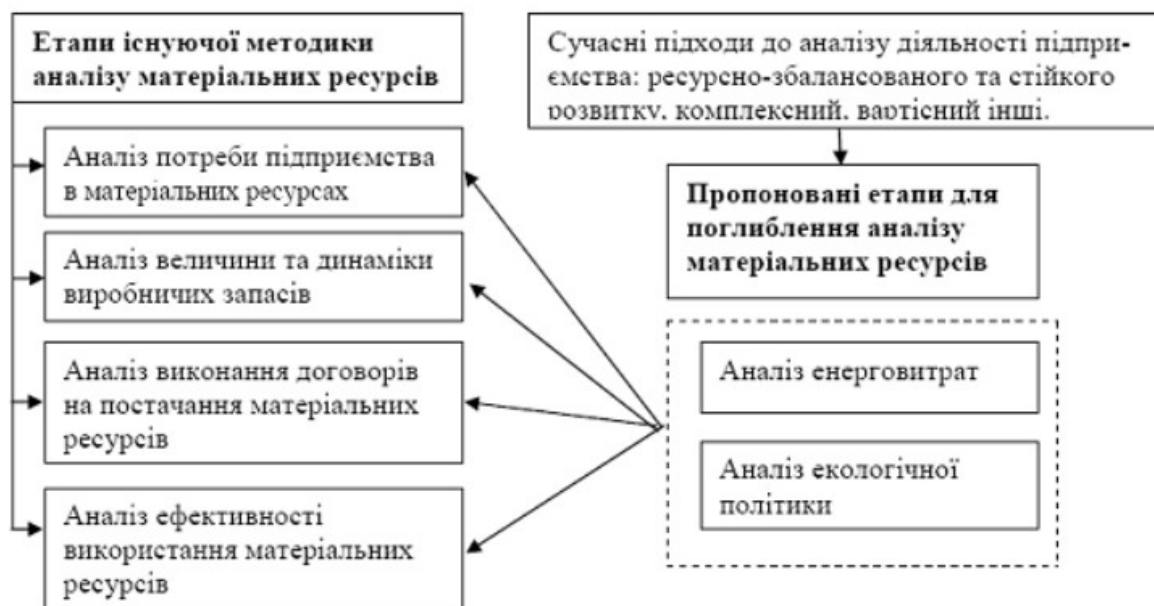 Етапи існуючої методики
аналізу матеріальних ресурсів
Аналіз потреби підприємства
в матеріальних ресурсах
Аналіз величини та динаміки
виробничих запасів
Аналіз виконання договорів
на постачання матеріальних
ресурсів
Аналіз ефективності
використання матеріальних
ресурсів
Сучасні підходи до аналізу діяльності підпри-
ємства: ресурсно-збалансованого та стійкого
розвитку, комплексний, вартісний інші.
Пропоновані етапи для
поглиблення аналізу
матеріальних ресурсів
Аналіз енерговитрат
Аналіз екологічної
політики